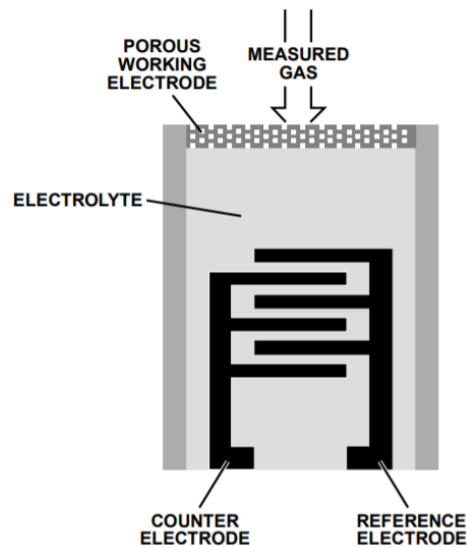 POROUS
WORKING
ELECTRODE
MEASURED
GAS
ELECTROLYTE
COUNTER
ELECTRODE
REFERENCE
ELECTRODE